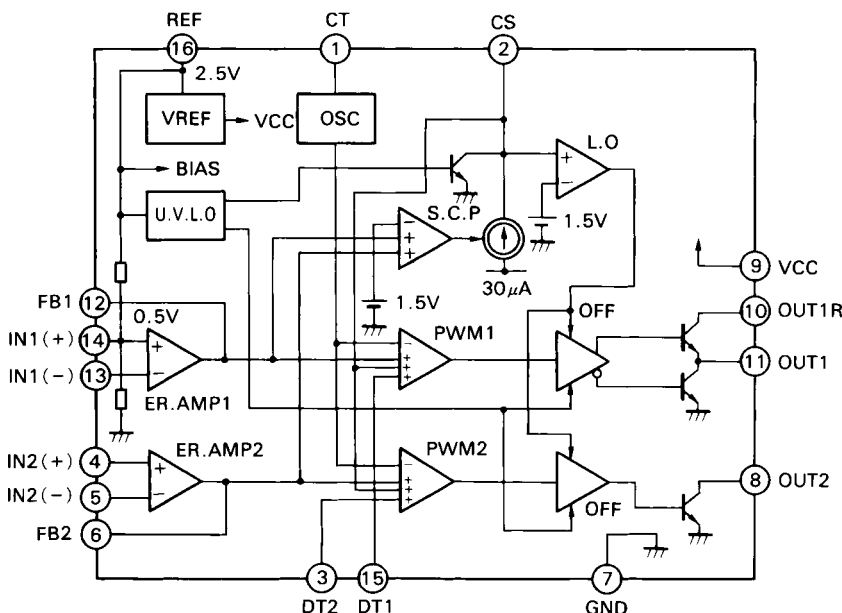 REF CT CS
16 1 2
2.5V
VREF VCC OSC
L.O
BIAS
U.V.L.O
S.C.P
1.5V
30μA
1.5V
9 VCC
FB1 12
0.5V
OFF
10 OUT1R
IN1(+) 14
PWM1
11 OUT1
IN1(-) 13
ER.AMP1
ER.AMP2
PWM2
IN2(+) 4
8 OUT2
IN2(-) 5
OFF
FB2 6
3 15 7
DT2 DT1 GND